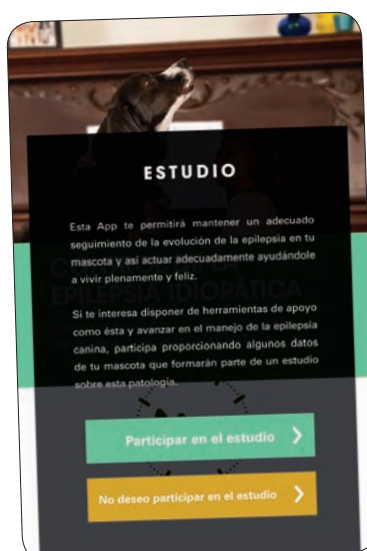 ESTUDIO
Esta App te permitirá mantener un adecuado
seguimiento de la evolución de la epilepsia en tu
mascota y así actuar adecuadamente ayudándole
a vivir plenamente y feliz.
EPILEPSIA IDIOPÁTICA
Si te interesa disponer de herramientas de apoyo
como ésta y avanzar en el manejo de la epilepsia
canina, participa proporcionando algunos datos
de tu mascota que formarán parte de un estudio
sobre esta patología.
Participar en el estudio
No deseo participar en el estudio